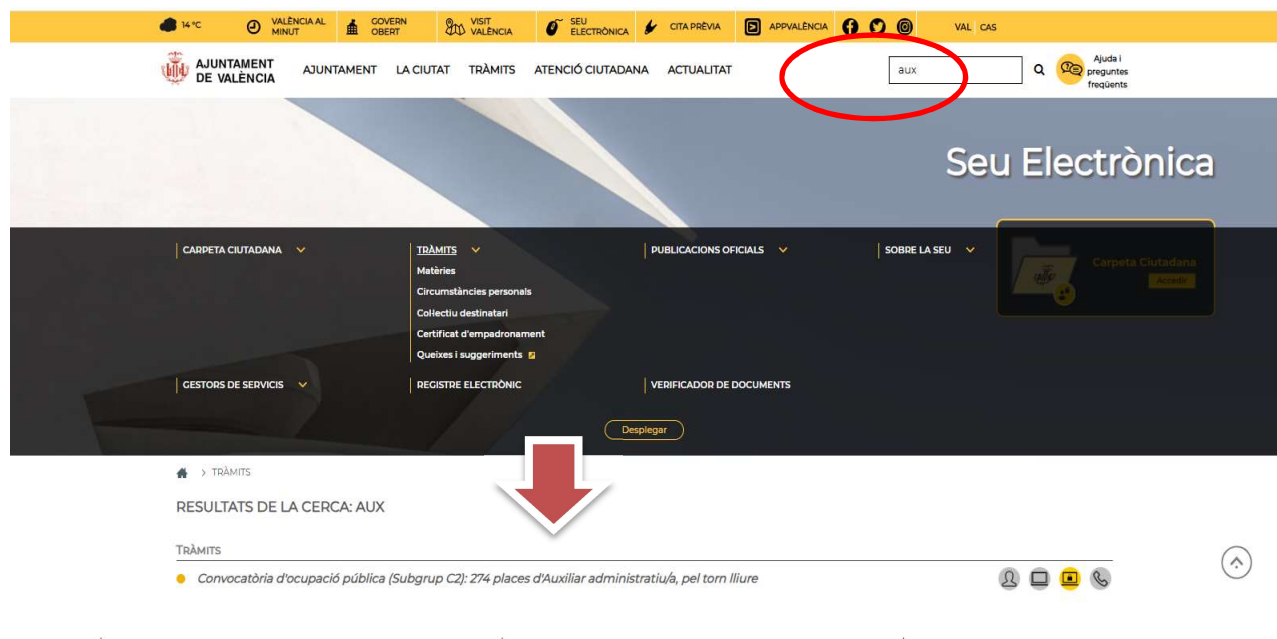 14 ºC
VALÈNCIA AL
MINUT
GOVERN
OBERT
VISIT
VALÈNCIA
SEU
ELECTRÒNICA
CITA PRÈVIA
APPVALÈNCIA
VAL CAS
AJUNTAMENT
DE VALÈNCIA
AJUNTAMENT LA CIUTAT TRÀMITS ATENCIÓ CIUTADANA ACTUALITAT
aux
Ajuda i
preguntes
freqüents
Seu Electrònica
CARPETA CIUTADANA
TRÀMITS
Matèries
Circumstàncies personals
Col·lectiu destinatari
Certificat d'empadronament
Queixes i suggeriments
PUBLICACIONS OFICIALS
SOBRE LA SEU
Carpeta Ciutadana
Accedir
GESTORS DE SERVICIS
REGISTRE ELECTRÒNIC
VERIFICADOR DE DOCUMENTS
Desplegar
> TRÀMITS
RESULTATS DE LA CERCA: AUX
TRÀMITS
Convocatòria d'ocupació pública (Subgrup C2): 274 places d'Auxiliar administratiu/a, pel torn lliure